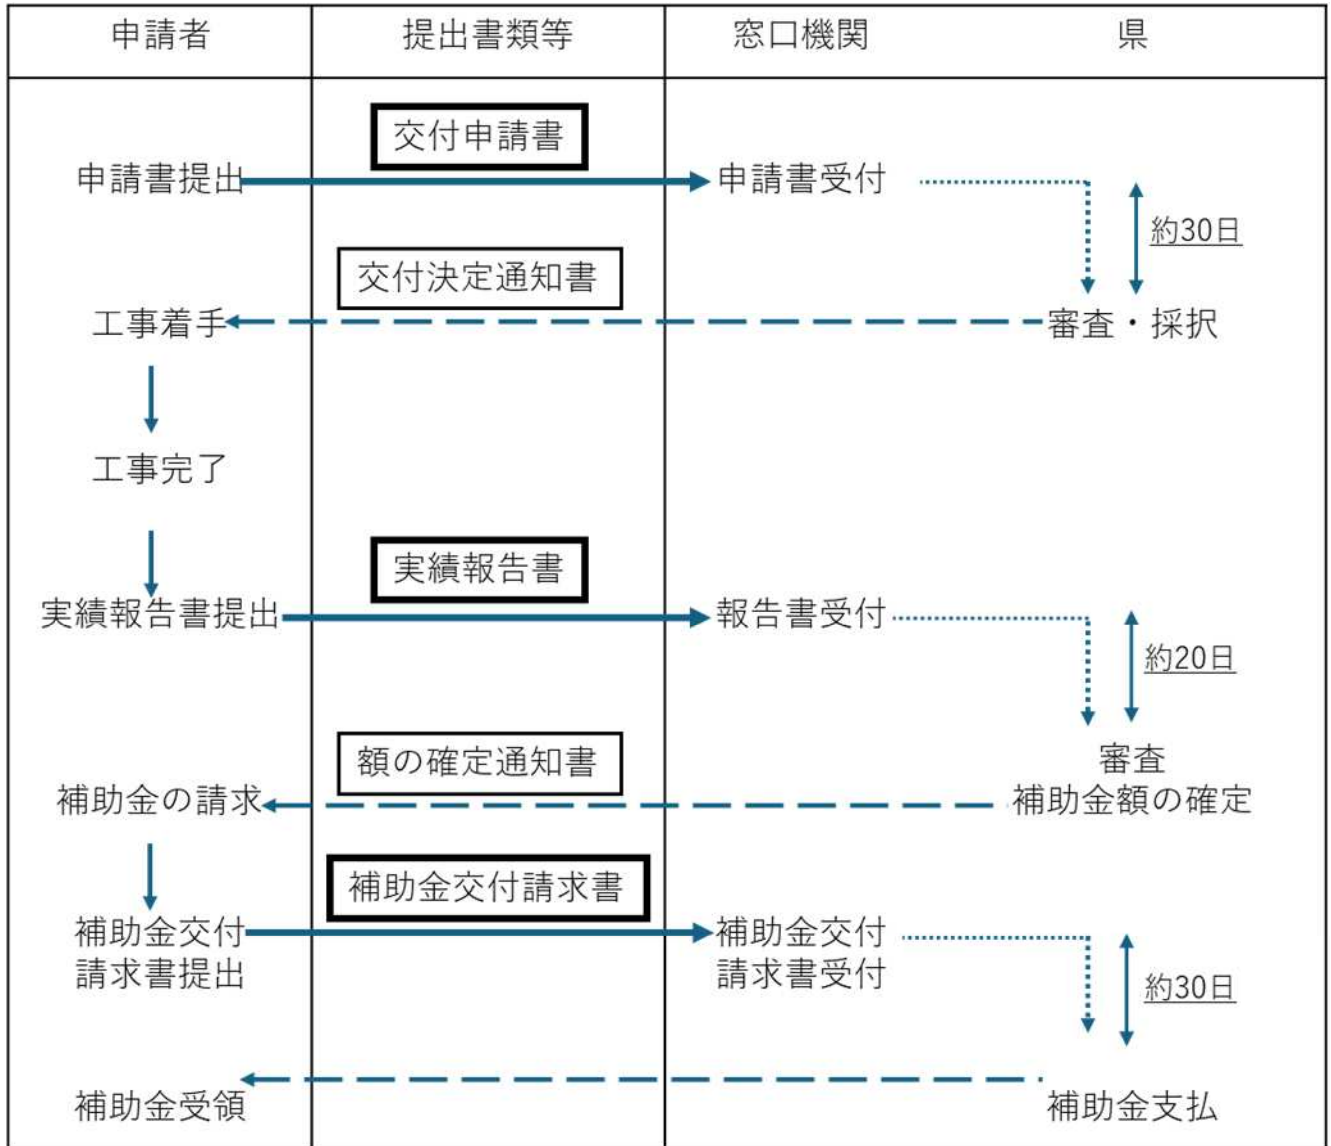 申請者
提出書類等
窓口機関
県
交付申請書
申請書提出
申請書受付
約30日
交付決定通知書
工事着手
審査・採択
工事完了
実績報告書
実績報告書提出
報告書受付
約20日
額の確定通知書
審査
補助金の請求
補助金額の確定
補助金交付請求書
補助金交付
請求書提出
補助金交付
請求書受付
約30日
補助金受領
補助金支払